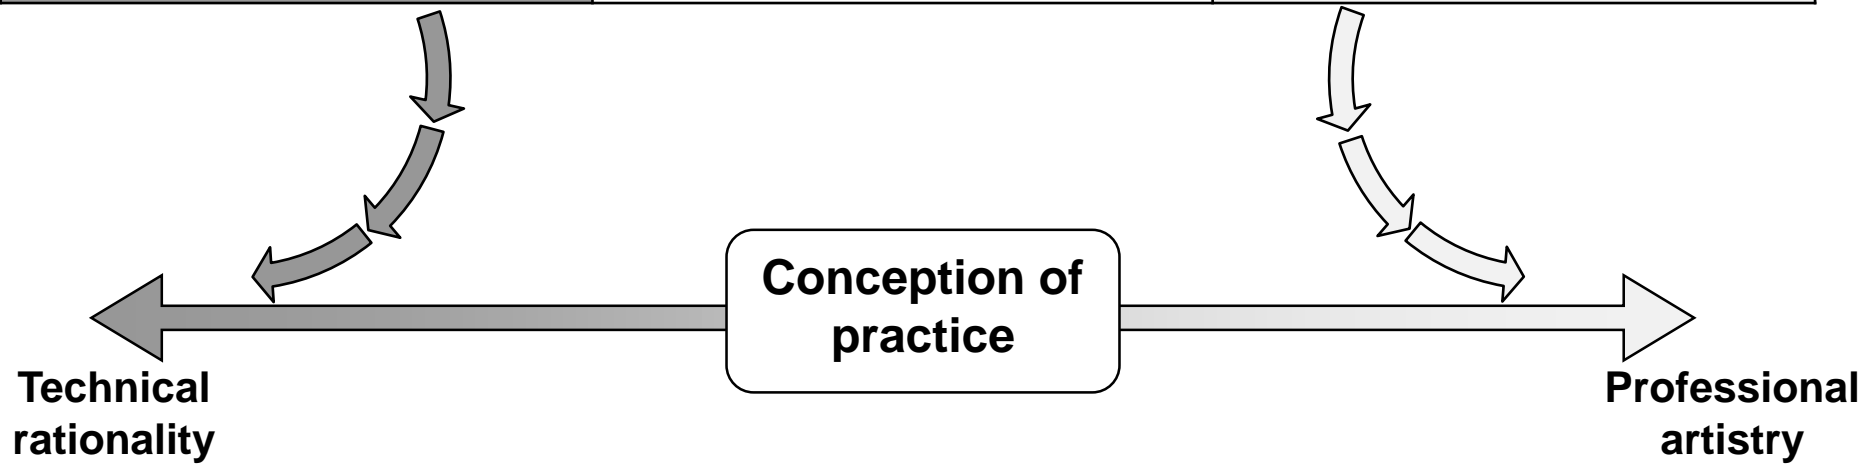 Conception of
practice
Technical
rationality
Professional
artistry